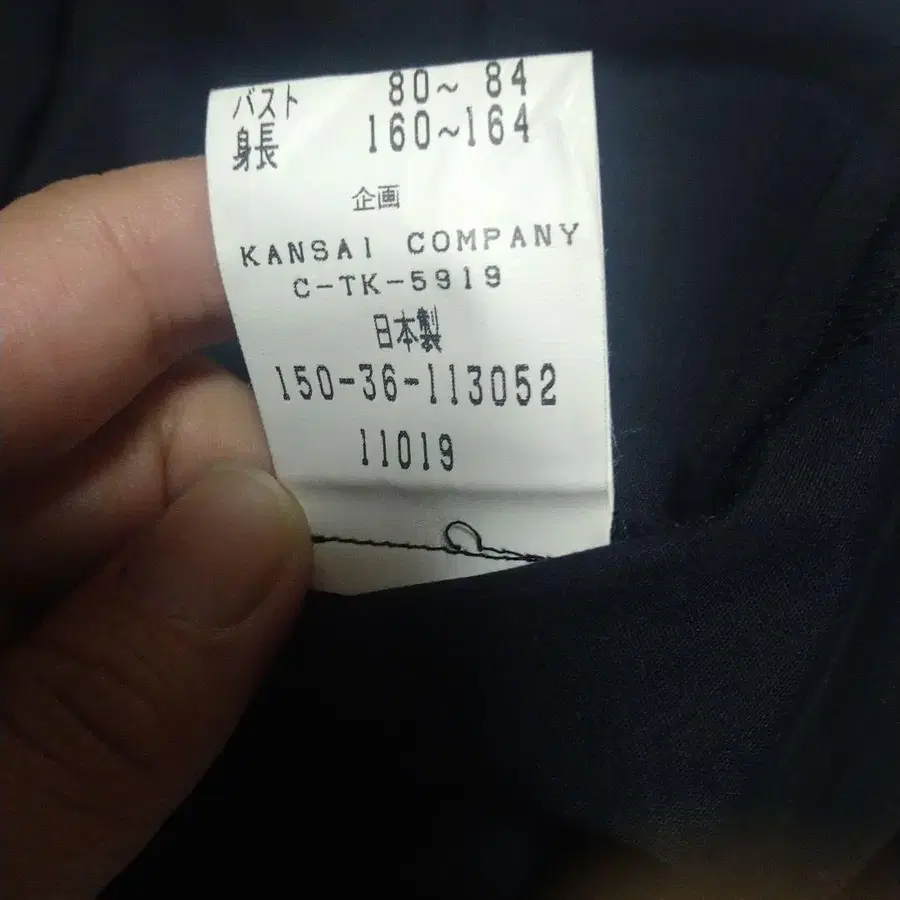 バスト 80~84
身長 160~164
企画
KANSAI COMPANY
C-TK-5919
日本製
150-36-113052
11019